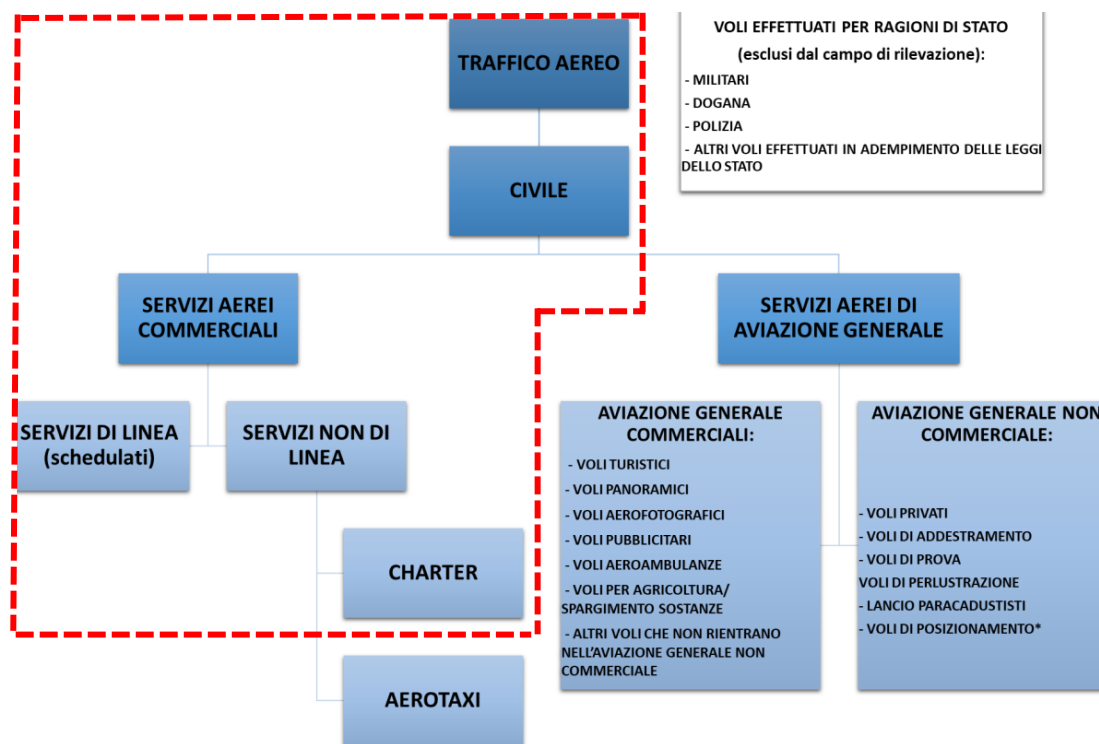 TRAFFICO AEREO
VOLI EFFETTUATI PER RAGIONI DI STATO
(esclusi dal campo di rilevazione):
- MILITARI
- DOGANA
- POLIZIA
- ALTRI VOLI EFFETTUATI IN ADEMPIMENTO DELLE LEGGI
DELLO STATO
CIVILE
SERVIZI AEREI
COMMERCIALI
SERVIZI AEREI DI
AVIAZIONE GENERALE
SERVIZI DI LINEA
(schedulati)
SERVIZI NON DI
LINEA
CHARTER
AEROTAXI
AVIAZIONE GENERALE
COMMERCIALI:
- VOLI TURISTICI
- VOLI PANORAMICI
- VOLI AEROFOTOGRAFICI
- VOLI PUBBLICITARI
- VOLI AEROAMBULANZE
- VOLI PER AGRICOLTURA/
SPARGIMENTO SOSTANZE
- ALTRI VOLI CHE NON RIENTRANO
NELL'AVIAZIONE GENERALE NON
COMMERCIALE
AVIAZIONE GENERALE NON
COMMERCIALE:
- VOLI PRIVATI
- VOLI DI ADDESTRAMENTO
- VOLI DI PROVA
VOLI DI PERLUSTRAZIONE
- LANCIO PARACADUSTISTI
- VOLI DI POSIZIONAMENTO*